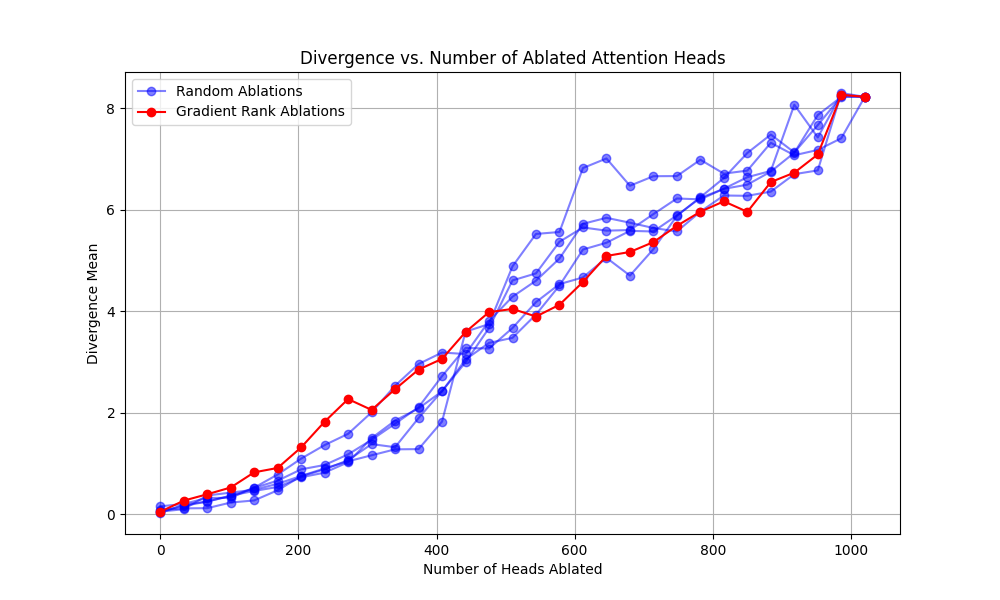 Divergence vs. Number of Ablated Attention Heads
Random Ablations
Gradient Rank Ablations
Divergence Mean
8
6
4
2
0
0 200 400 600 800 1000
Number of Heads Ablated